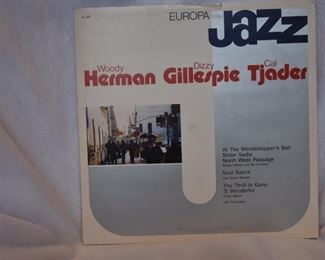 EUROPA
JAZZ
Woody Dizzy Cal
Herman Gillespie Tjader
At The Woodchopper's Ball
Sister Sadie
North West Passage
Soul Sauce
The Thrill Is Gone
'S Wonderful